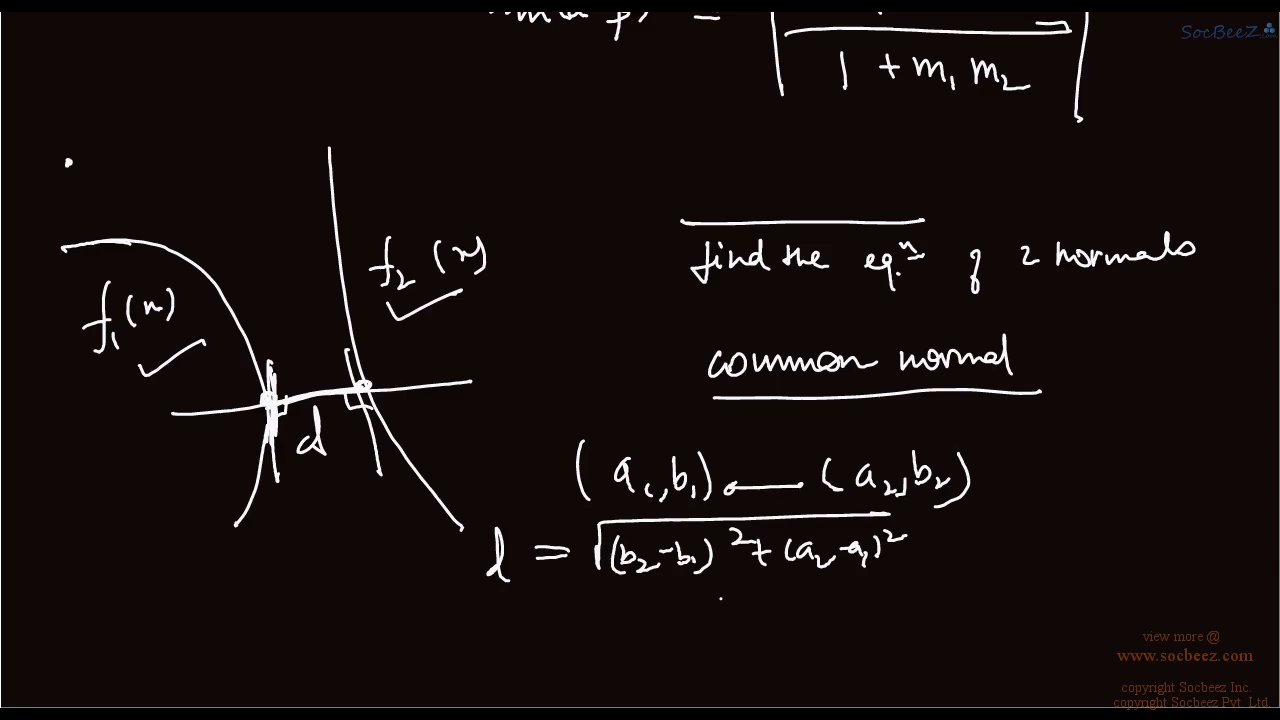 SocBeeZ
1 + m₁ m₂
f₂ (x)
find the eq.ⁿ of 2 normals
f₁ (x)
common normal
d
(a₁, b₁) — (a₂, b₂)
l = √(b₂-b₁)² + (a₂-a₁)²
view more @
www.socbeez.com
copyright Socbeez Inc.
copyright Socbeez Pvt. Ltd.